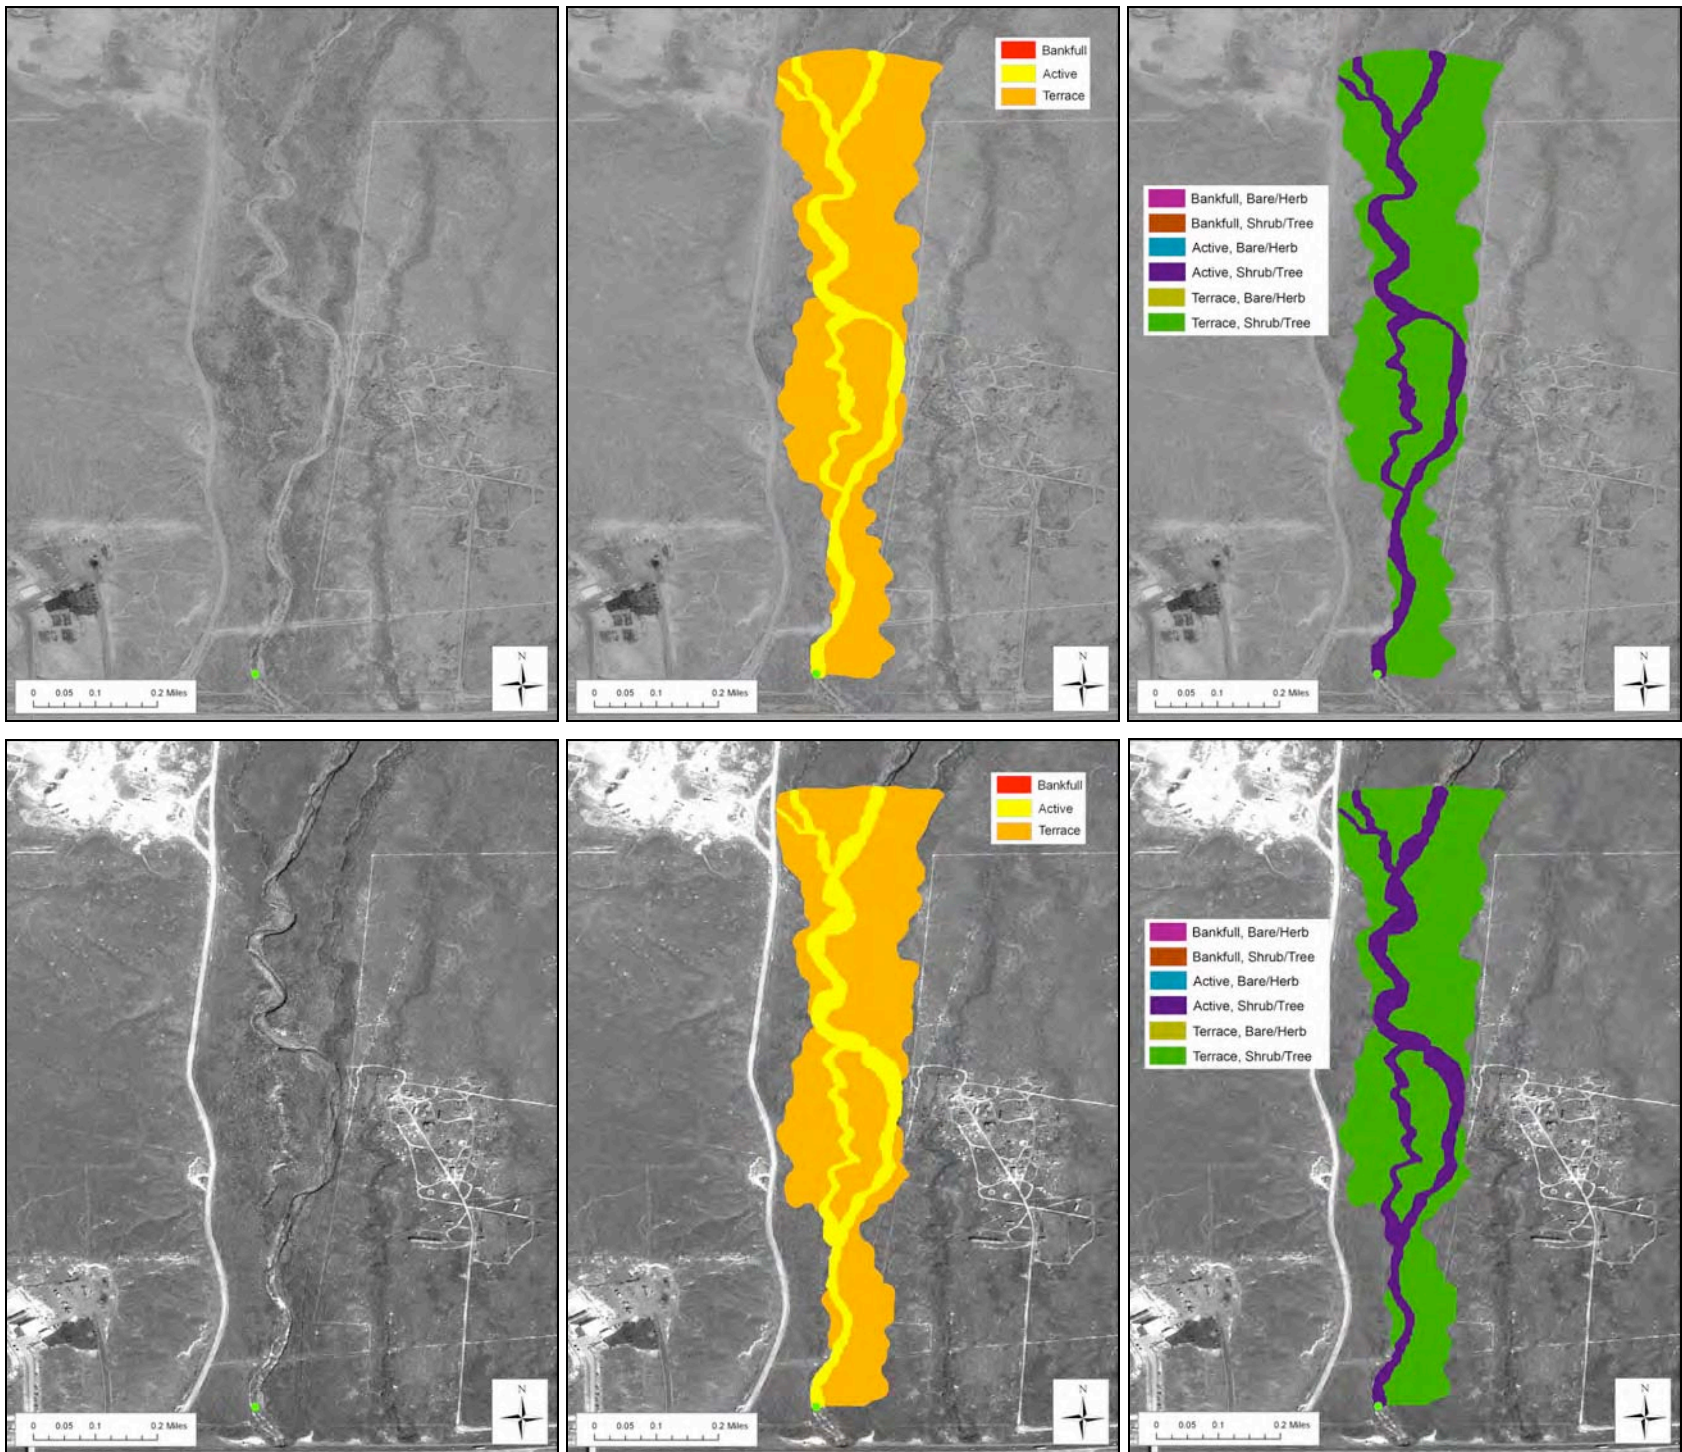 Bankfull
Active
Terrace
Bankfull, Bare/Herb
Bankfull, Shrub/Tree
Active, Bare/Herb
Active, Shrub/Tree
Terrace, Bare/Herb
Terrace, Shrub/Tree
N
0 0.05 0.1 0.2 Miles
N
0 0.05 0.1 0.2 Miles
N
0 0.05 0.1 0.2 Miles
Bankfull
Active
Terrace
Bankfull, Bare/Herb
Bankfull, Shrub/Tree
Active, Bare/Herb
Active, Shrub/Tree
Terrace, Bare/Herb
Terrace, Shrub/Tree
N
0 0.05 0.1 0.2 Miles
N
0 0.05 0.1 0.2 Miles
N
0 0.05 0.1 0.2 Miles